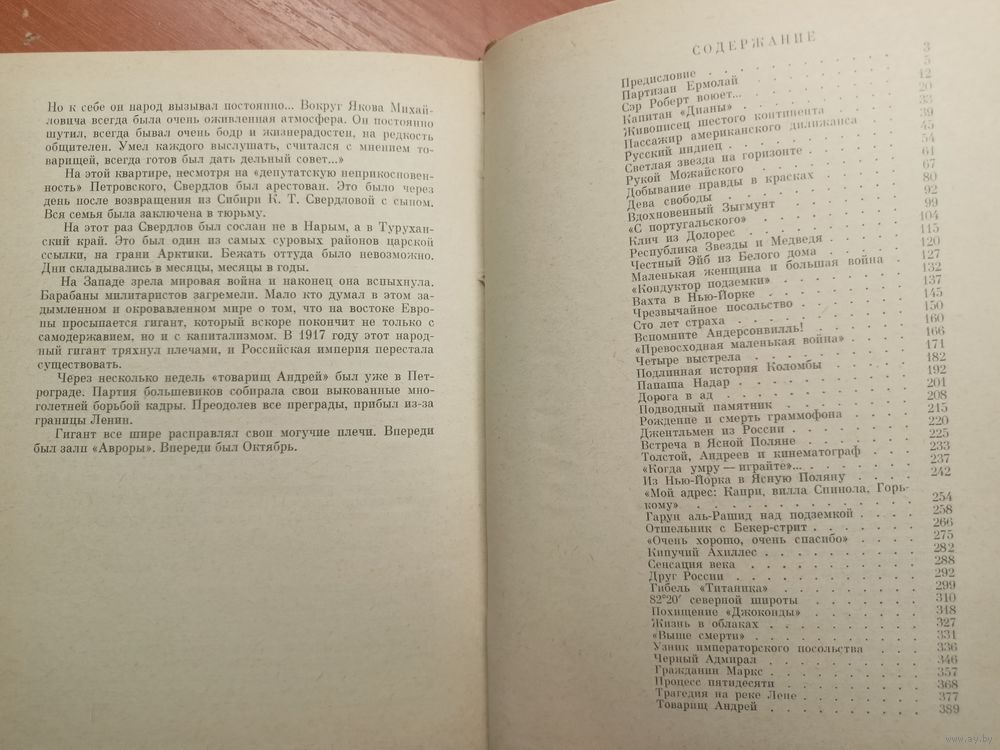 Но к себе он народ вызывал постоянно... Вокруг Якова Михай-
ловича всегда была очень оживленная атмосфера. Он постоянно
шутил, всегда бывал очень бодр и жизнерадостен, на редкость
общителен. Умел каждого выслушать, считался с мнением то-
варищей, всегда готов был дать дельный совет...»
На этой квартире, несмотря на «депутатскую неприкосновен-
ность» Петровского, Свердлов был арестован. Это было через
день после возвращения из Сибири К. Т. Свердловой с сыном.
Вся семья была заключена в тюрьму.
На этот раз Свердлов был сослан не в Нарым, а в Турухан-
ский край. Это был один из самых суровых районов царской
ссылки, на грани Арктики. Бежать оттуда было невозможно.
Дни складывались в месяцы, месяцы в годы.
На Западе зрела мировая война и наконец она вспыхнула.
Барабаны милитаристов загремели. Мало кто думал в этом за-
дымленном и окровавленном мире о том, что на востоке Евро-
пы просыпается гигант, который вскоре покончит не только с
самодержавием, но и с капитализмом. В 1917 году этот народ-
ный гигант тряхнул плечами, и Российская империя перестала
существовать.
Через несколько недель «товарищ Андрей» был уже в Пет-
рограде. Партия большевиков собирала свои выкованные мно-
голетней борьбой кадры. Преодолев все преграды, прибыл из-за
границы Ленин.
Гигант все шире расправлял свои могучие плечи. Впереди
был залп «Авроры». Впереди был Октябрь.
СОДЕРЖАНИЕ
Предисловие . . . . . . . . 3
Партизан Ермолай . . . . . . . 5
Сэр Роберт воюет... . . . . . . . 12
Капитан «Дианы» . . . . . . . 20
Живописец шестого континента . . . . 33
Пассажир американского дилижанса . . . 39
Русский индиец . . . . . . . 45
Светлая звезда на горизонте . . . . . 54
Рукой Можайского . . . . . . . 61
Добывание правды в красках . . . . . 67
Дева свободы . . . . . . . . 80
Вдохновенный Зыгмунт . . . . . . 92
«С португальского» . . . . . . . 99
Клич из Долорес . . . . . . . 104
Республика Звезды и Медведя . . . . 115
Честный Эйб из Белого дома . . . . . 120
Маленькая женщина и большая война . . 127
«Кондуктор подземки» . . . . . . 132
Вахта в Нью-Йорке . . . . . . . 137
Чрезвычайное посольство . . . . . . 145
Сто лет страха . . . . . . . . 150
Вспомните Андерсонвилль! . . . . . 160
«Превосходная маленькая война» . . . . 166
Четыре выстрела . . . . . . . 171
Подлинная история Коломбы . . . . . 182
Папаша Надар . . . . . . . . 192
Дорога в ад . . . . . . . . 201
Подводный памятник . . . . . . 208
Рождение и смерть граммофона . . . . 215
Джентльмен из России . . . . . . 220
Встреча в Ясной Поляне . . . . . . 225
Толстой, Андреев и кинематограф . . . 233
«Когда умру — играйте»... . . . . . 237
Из Нью-Йорка в Ясную Поляну . . . . 242
«Мой адрес: Капри, вилла Спинола, Горь-
кому» . . . . . . . . . . 254
Гарун аль-Рашид над подземкой . . . . 258
Отшельник с Бекер-стрит . . . . . . 266
«Очень хорошо, очень спасибо» . . . . 275
Кипучий Ахиллес . . . . . . . 282
Сенсация века . . . . . . . . 288
Друг России . . . . . . . . 292
Гибель «Титаника» . . . . . . . 299
82°20′ северной широты . . . . . . 310
Похищение «Джоконды» . . . . . . 318
Жизнь в облаках . . . . . . . 327
«Выше смерти» . . . . . . . . 331
Узник императорского посольства . . . 336
Черный Адмирал . . . . . . . 346
Гражданин Маркс . . . . . . . 357
Процесс пятидесяти . . . . . . . 368
Трагедия на реке Лене . . . . . . 377
Товарищ Андрей . . . . . . . 389
www.ay.by